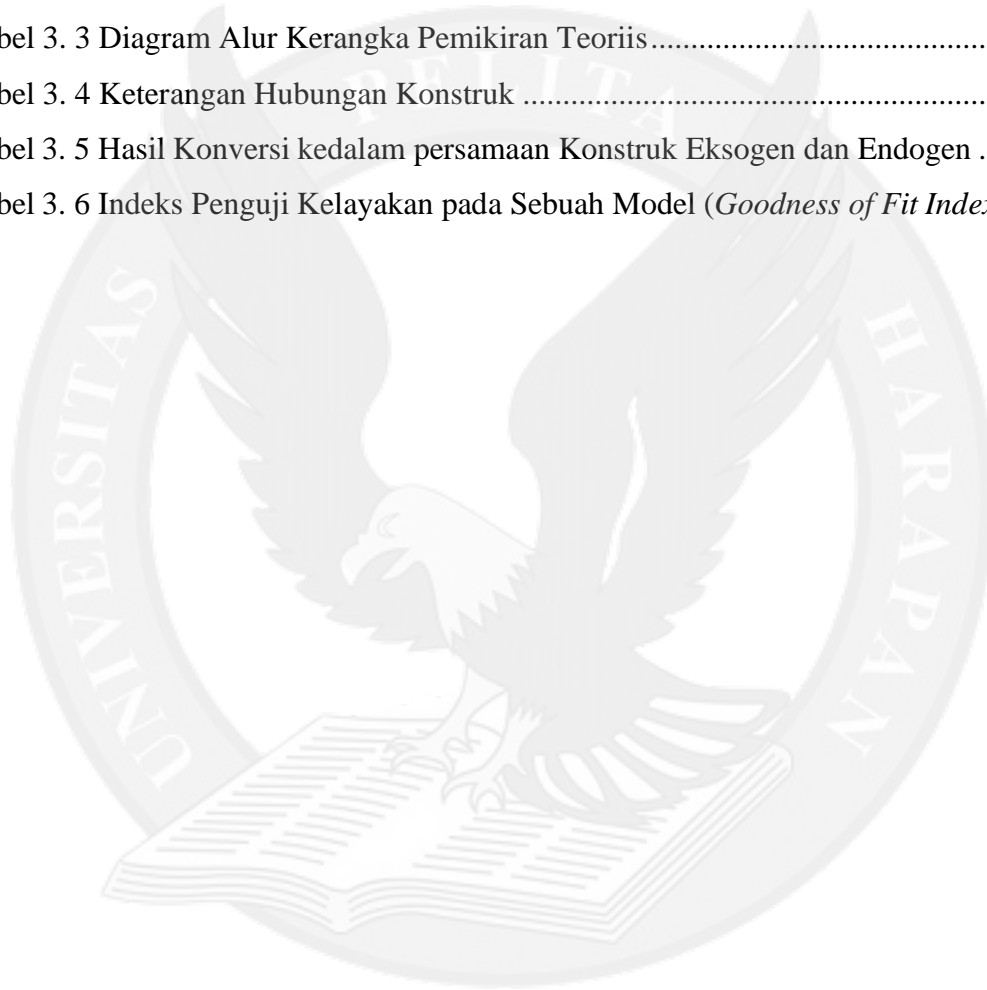 bel 3. 3 Diagram Alur Kerangka Pemikiran Teoriis..........................................
bel 3. 4 Keterangan Hubungan Konstruk ..........................................................
bel 3. 5 Hasil Konversi kedalam persamaan Konstruk Eksogen dan Endogen .
bel 3. 6 Indeks Penguji Kelayakan pada Sebuah Model (Goodness of Fit Index
UNIVERSITAS PELITA HARAPAN